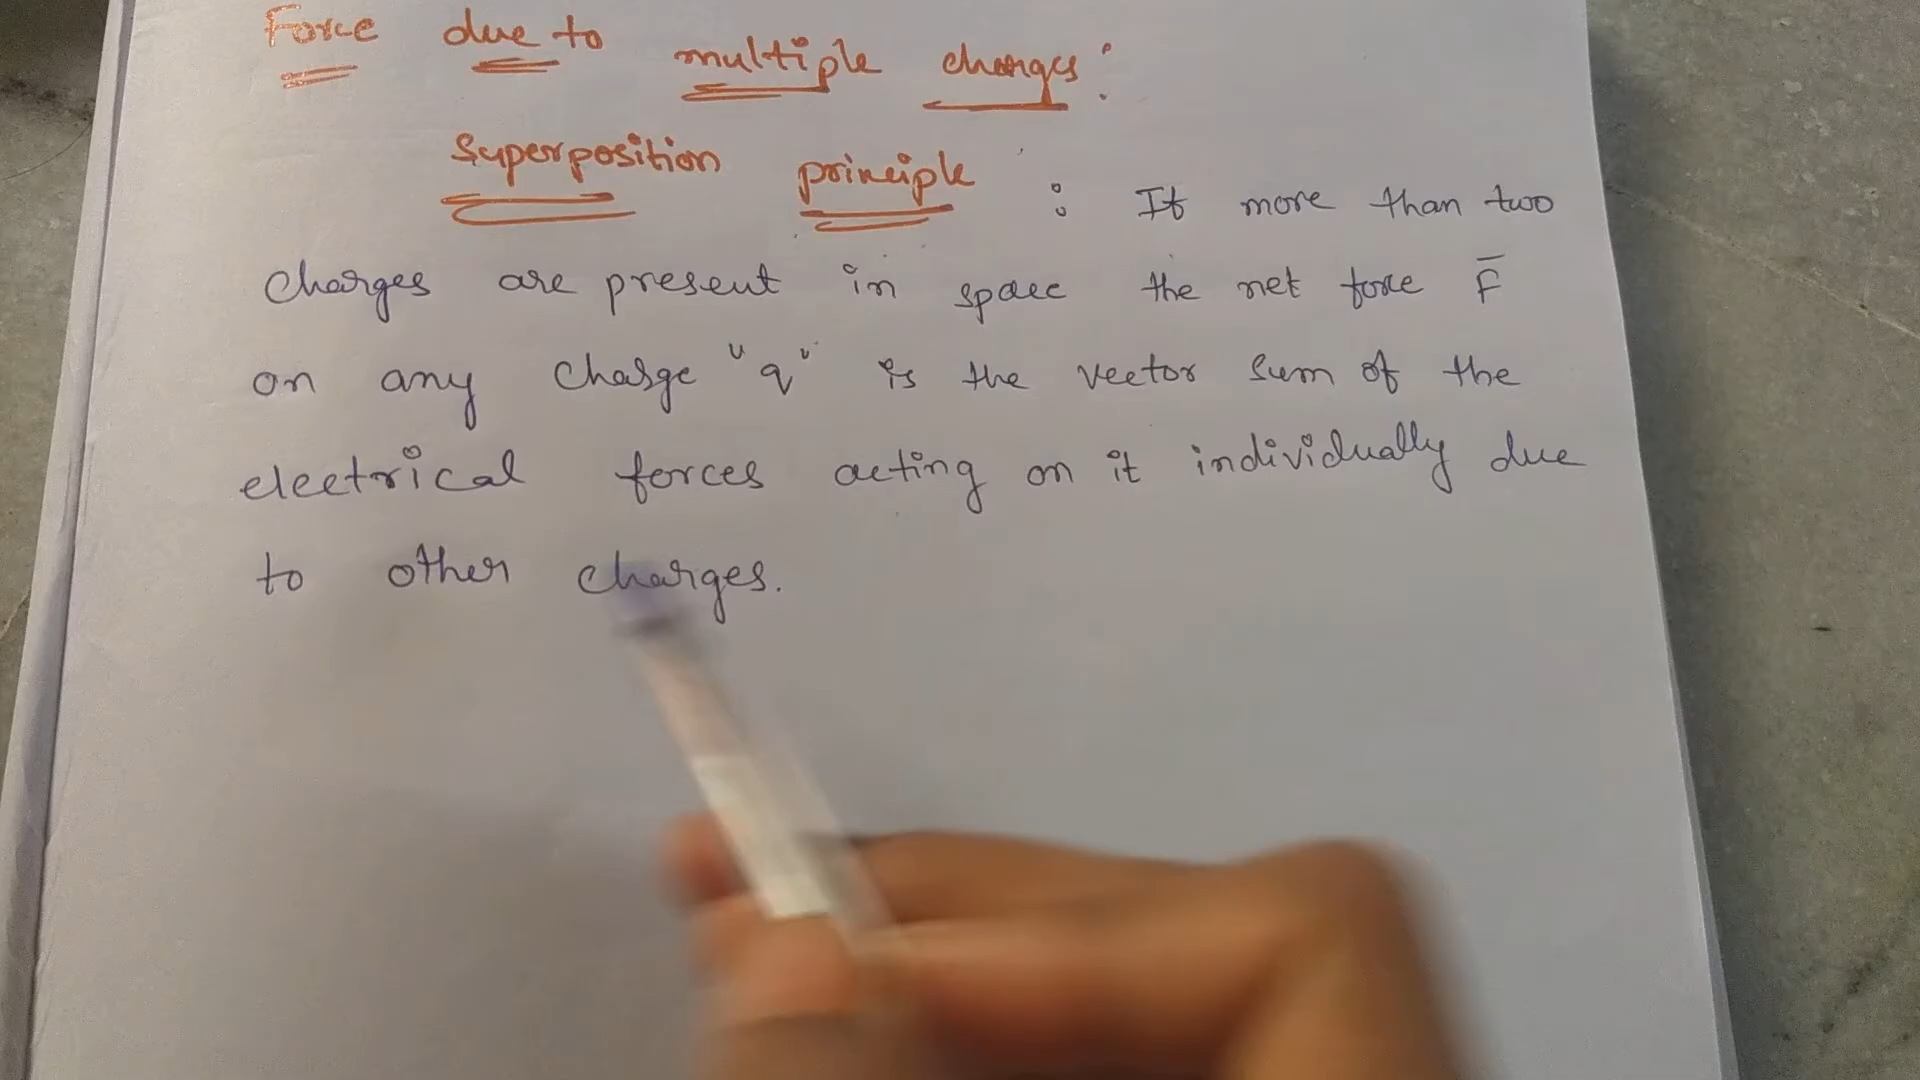 Force due to multiple charges:
Superposition principle : If more than two
charges are present in space the net force F̅
on any charge "q" is the vector sum of the
electrical forces acting on it individually due
to other charges.